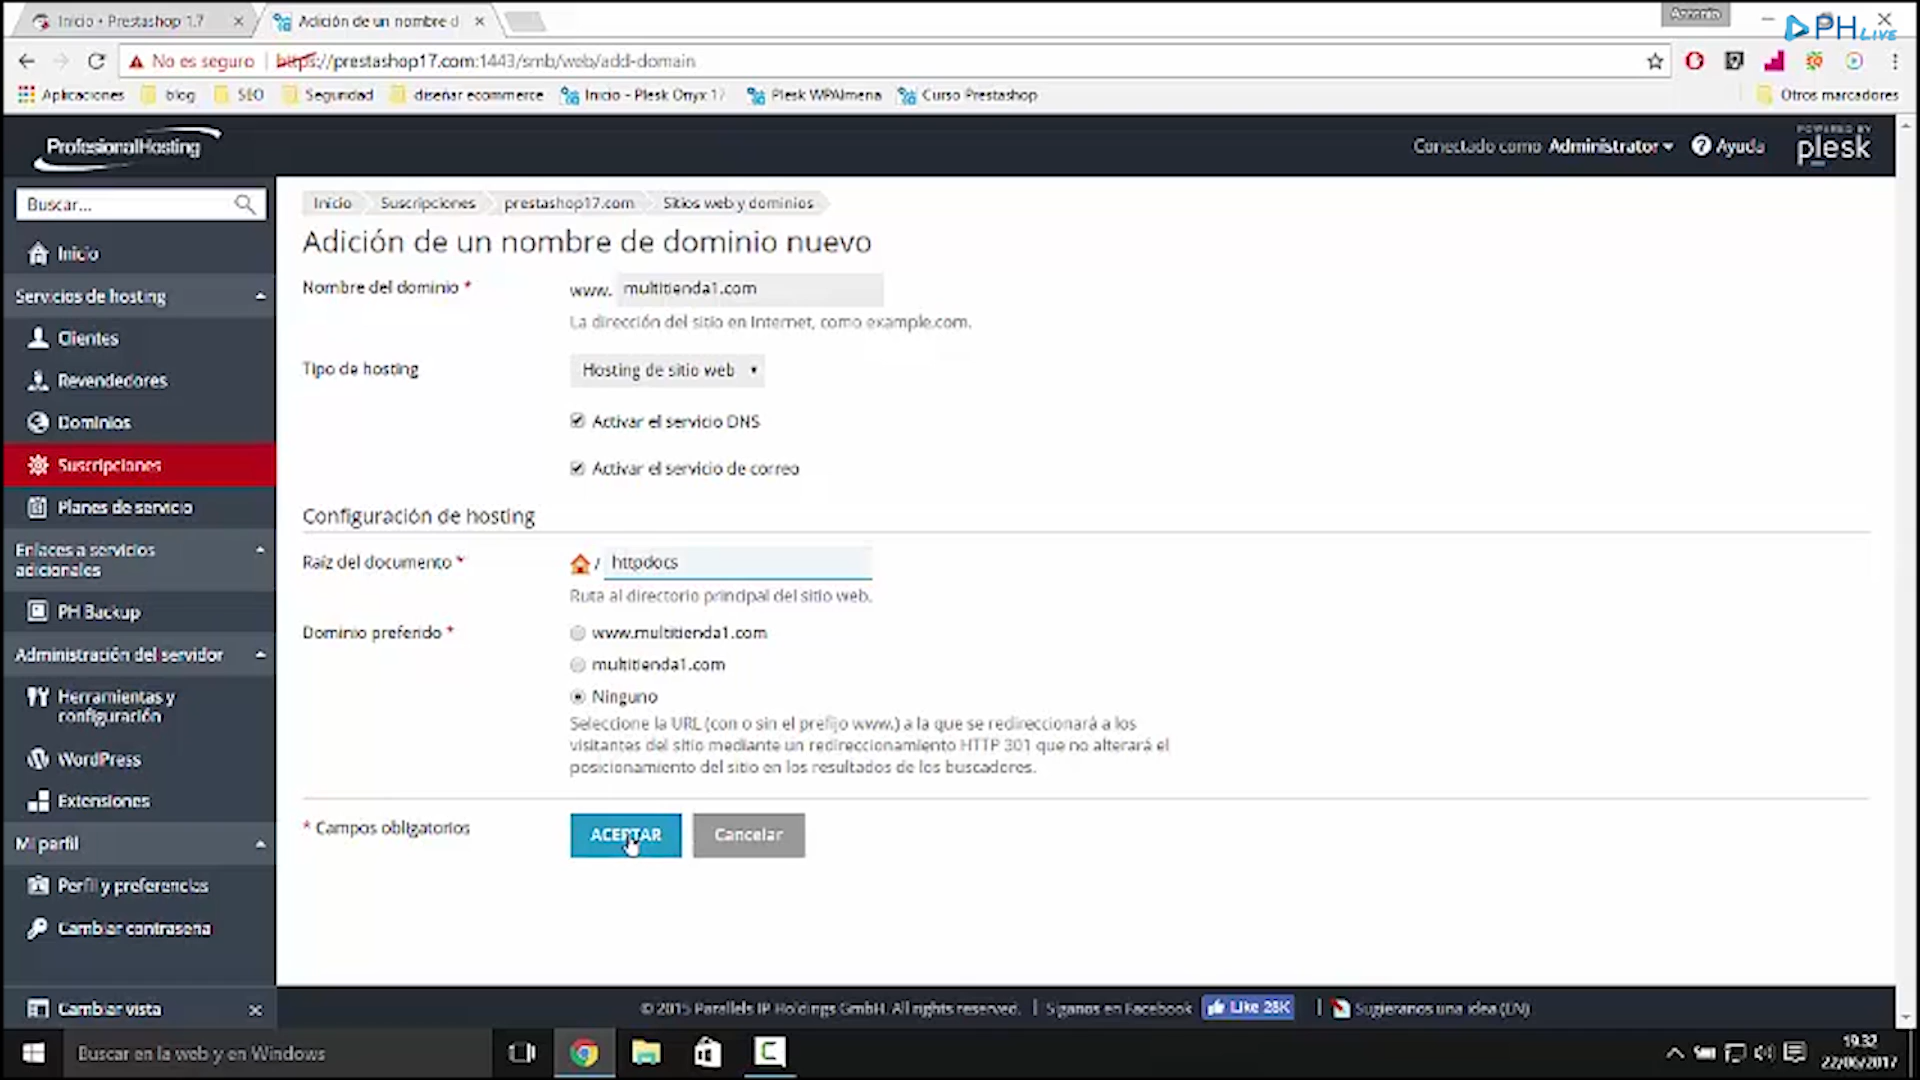 Inicio • Prestashop 1.7
Adición de un nombre d
PHLIVE
No es seguro
https://prestashop17.com:1443/smb/web/add-domain
Aplicaciones
blog
SEO
Seguridad
diseñar ecommerce
Inicio - Plesk Onyx 17
Plesk WPAlmena
Curso Prestashop
Otros marcadores
ProfesionalHosting
Conectado como Administrator
Ayuda
POWERED BY
plesk
Buscar...
Inicio
Servicios de hosting
Clientes
Revendedores
Dominios
Suscripciones
Planes de servicio
Enlaces a servicios
adicionales
PH Backup
Administración del servidor
Herramientas y
configuración
WordPress
Extensiones
Mi perfil
Perfil y preferencias
Cambiar contraseña
Cambiar vista
Inicio
Suscripciones
prestashop17.com
Sitios web y dominios
Adición de un nombre de dominio nuevo
Nombre del dominio *
www. multitienda1.com
La dirección del sitio en Internet, como example.com.
Tipo de hosting
Hosting de sitio web
Activar el servicio DNS
Activar el servicio de correo
Configuración de hosting
Raíz del documento *
/ httpdocs
Ruta al directorio principal del sitio web.
Dominio preferido *
www.multitienda1.com
multitienda1.com
Ninguno
Seleccione la URL (con o sin el prefijo www.) a la que se redireccionará a los
visitantes del sitio mediante un redireccionamiento HTTP 301 que no alterará el
posicionamiento del sitio en los resultados de los buscadores.
* Campos obligatorios
ACEPTAR
Cancelar
© 2015 Parallels IP Holdings GmbH. All rights reserved.
Síganos en Facebook
Like 28K
Sugiéranos una idea (EN)
Buscar en la web y en Windows
19:32
22/06/2017